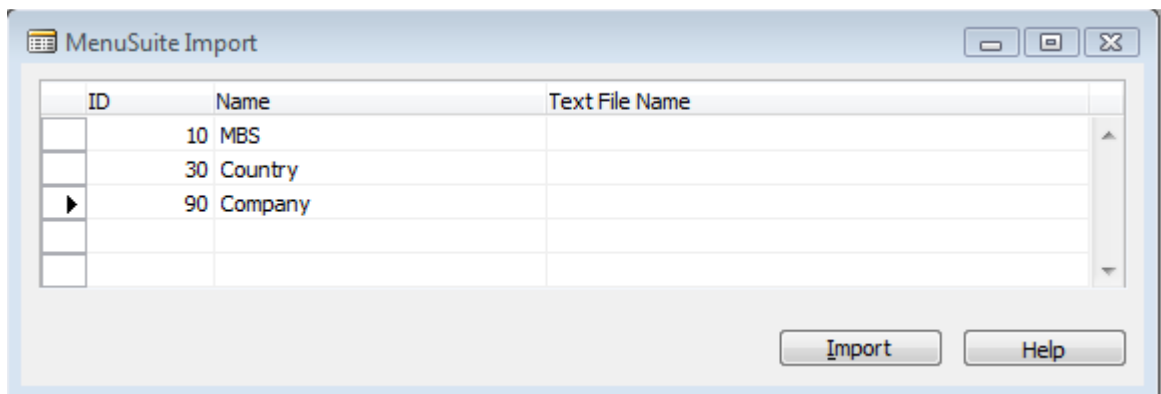 MenuSuite Import
ID Name Text File Name
10 MBS
30 Country
90 Company
Import Help